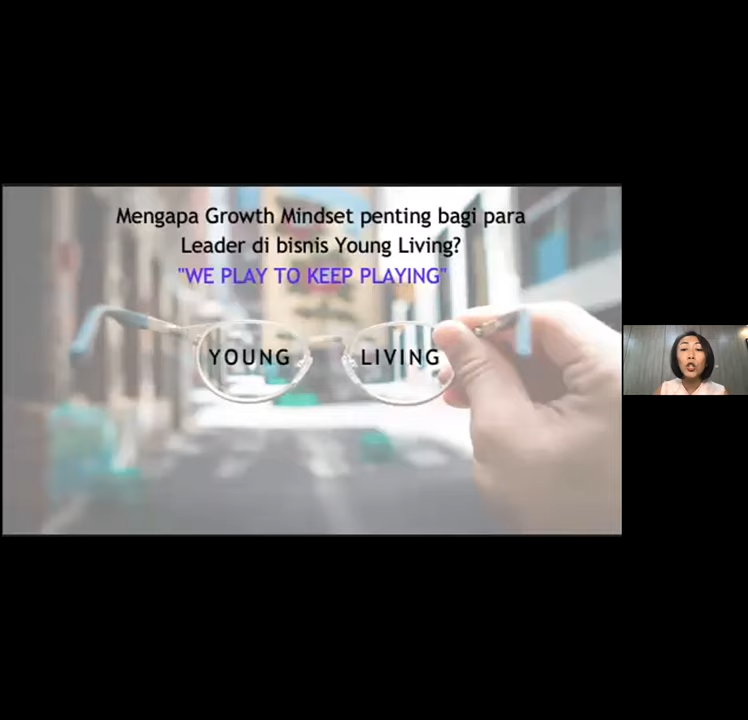 Mengapa Growth Mindset penting bagi para
Leader di bisnis Young Living?
"WE PLAY TO KEEP PLAYING"
YOUNG LIVING